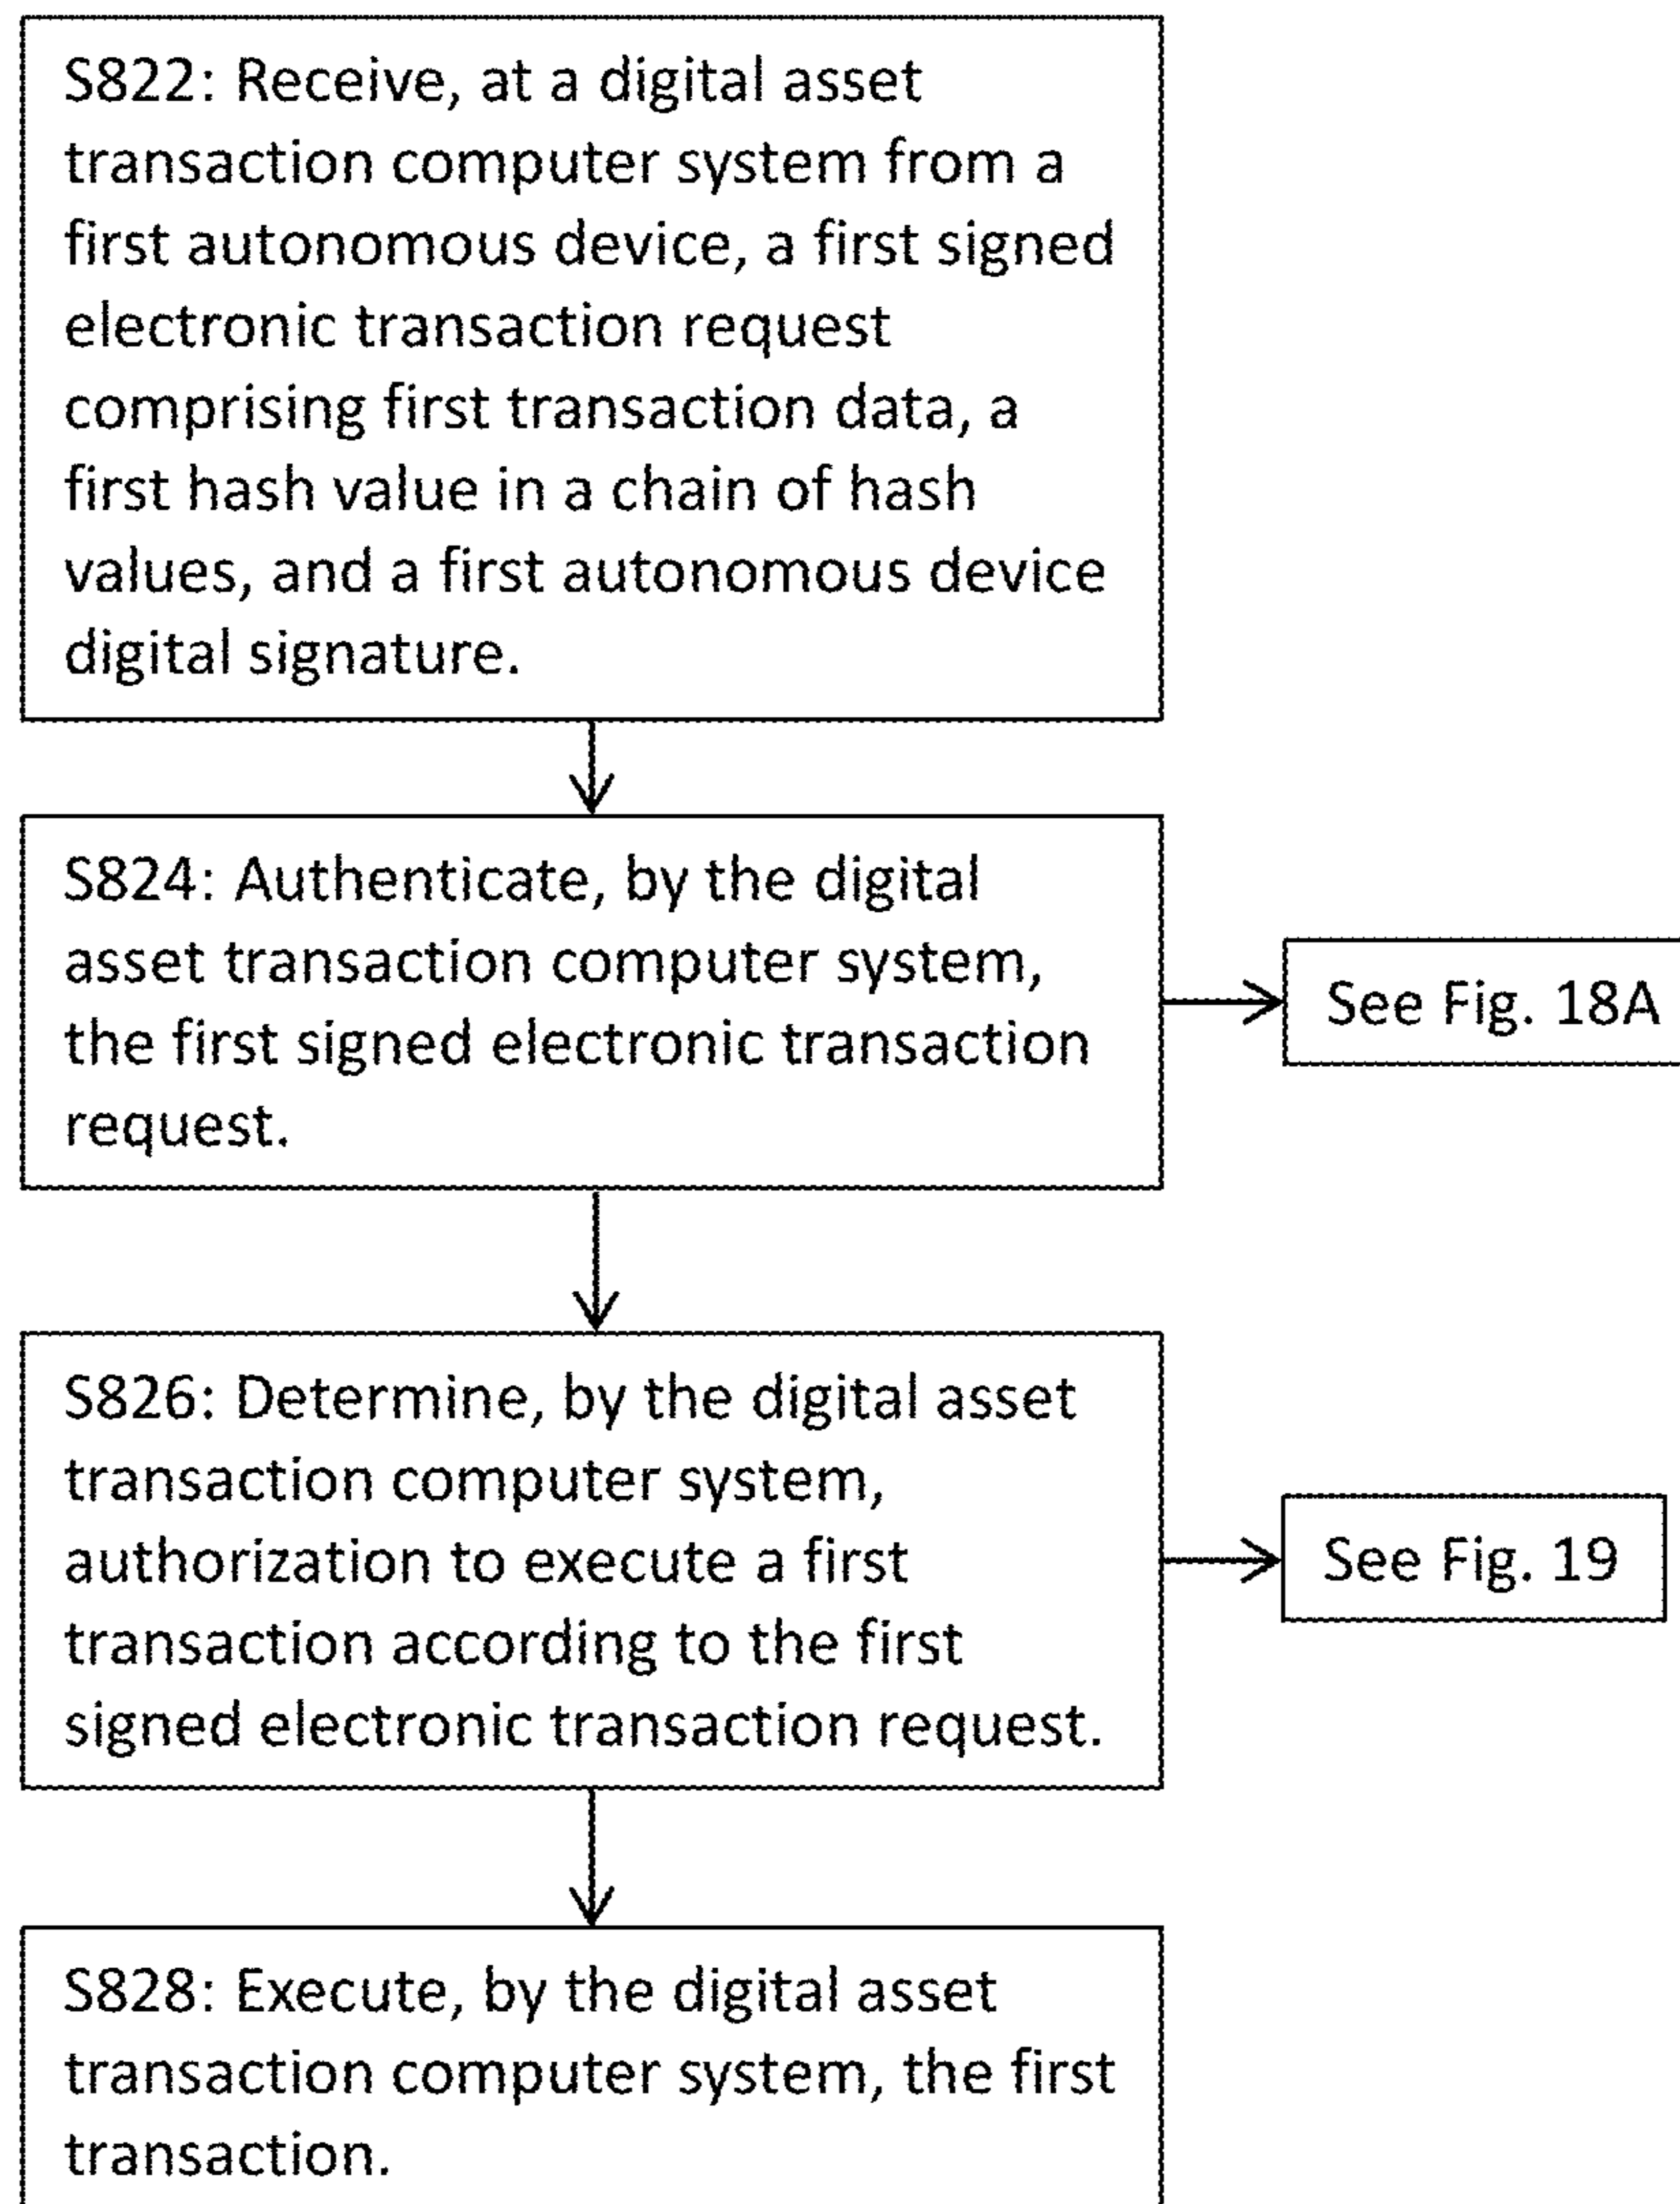 S822: Receive, at a digital asset
transaction computer system from a
first autonomous device, a first signed
electronic transaction request
comprising first transaction data, a
first hash value in a chain of hash
values, and a first autonomous device
digital signature.
S824: Authenticate, by the digital
asset transaction computer system,
the first signed electronic transaction
request.
See Fig. 18A
S826: Determine, by the digital asset
transaction computer system,
authorization to execute a first
transaction according to the first
signed electronic transaction request.
See Fig. 19
S828: Execute, by the digital asset
transaction computer system, the first
transaction.